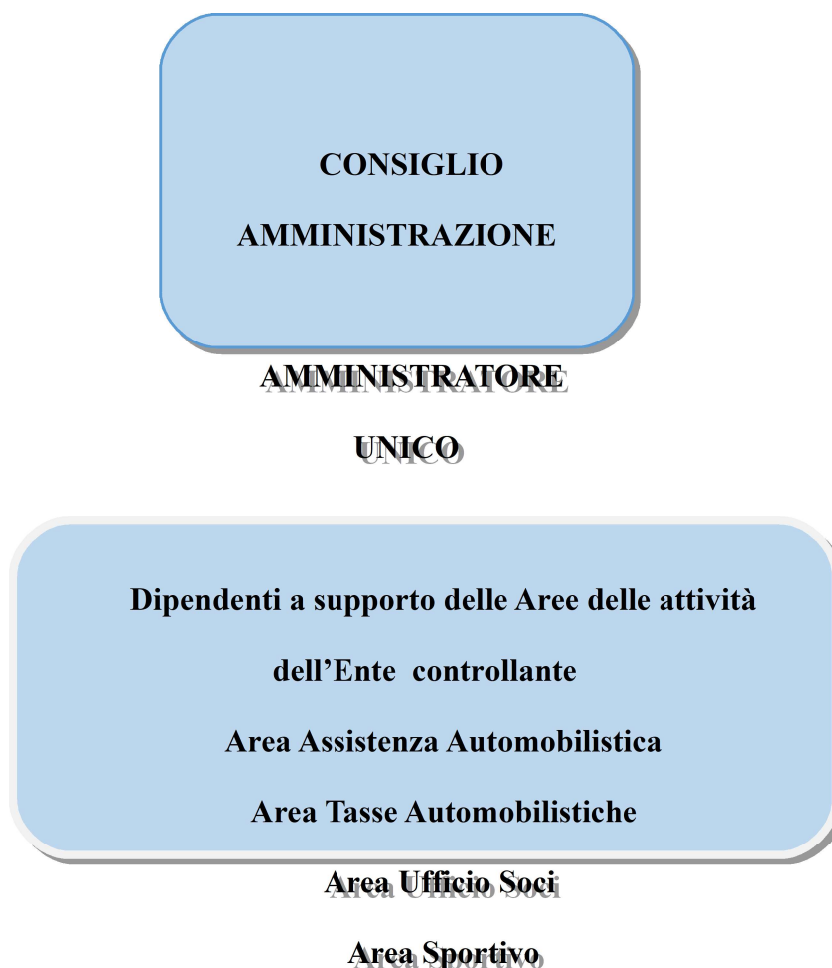 CONSIGLIO
AMMINISTRAZIONE
AMMINISTRATORE
UNICO
Dipendenti a supporto delle Aree delle attività
dell’Ente  controllante
Area Assistenza Automobilistica
Area Tasse Automobilistiche
Area Ufficio Soci
Area Sportivo